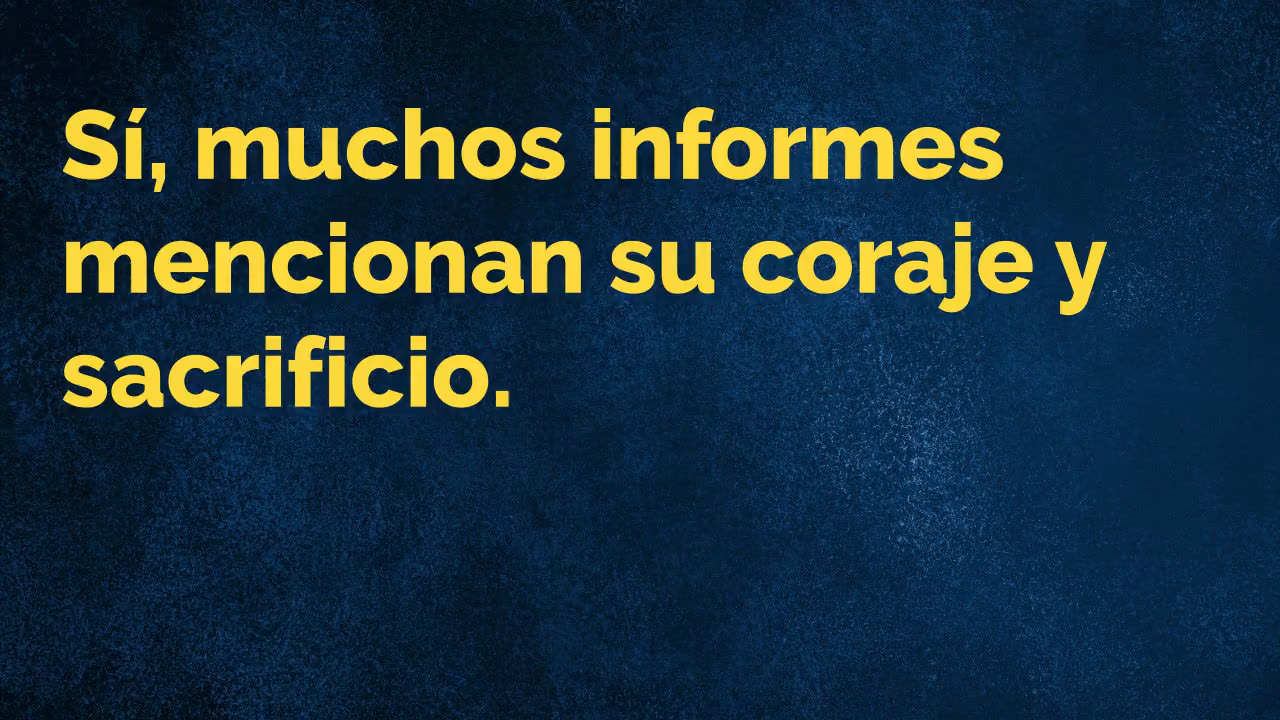 Sí, muchos informes
mencionan su coraje y
sacrificio.